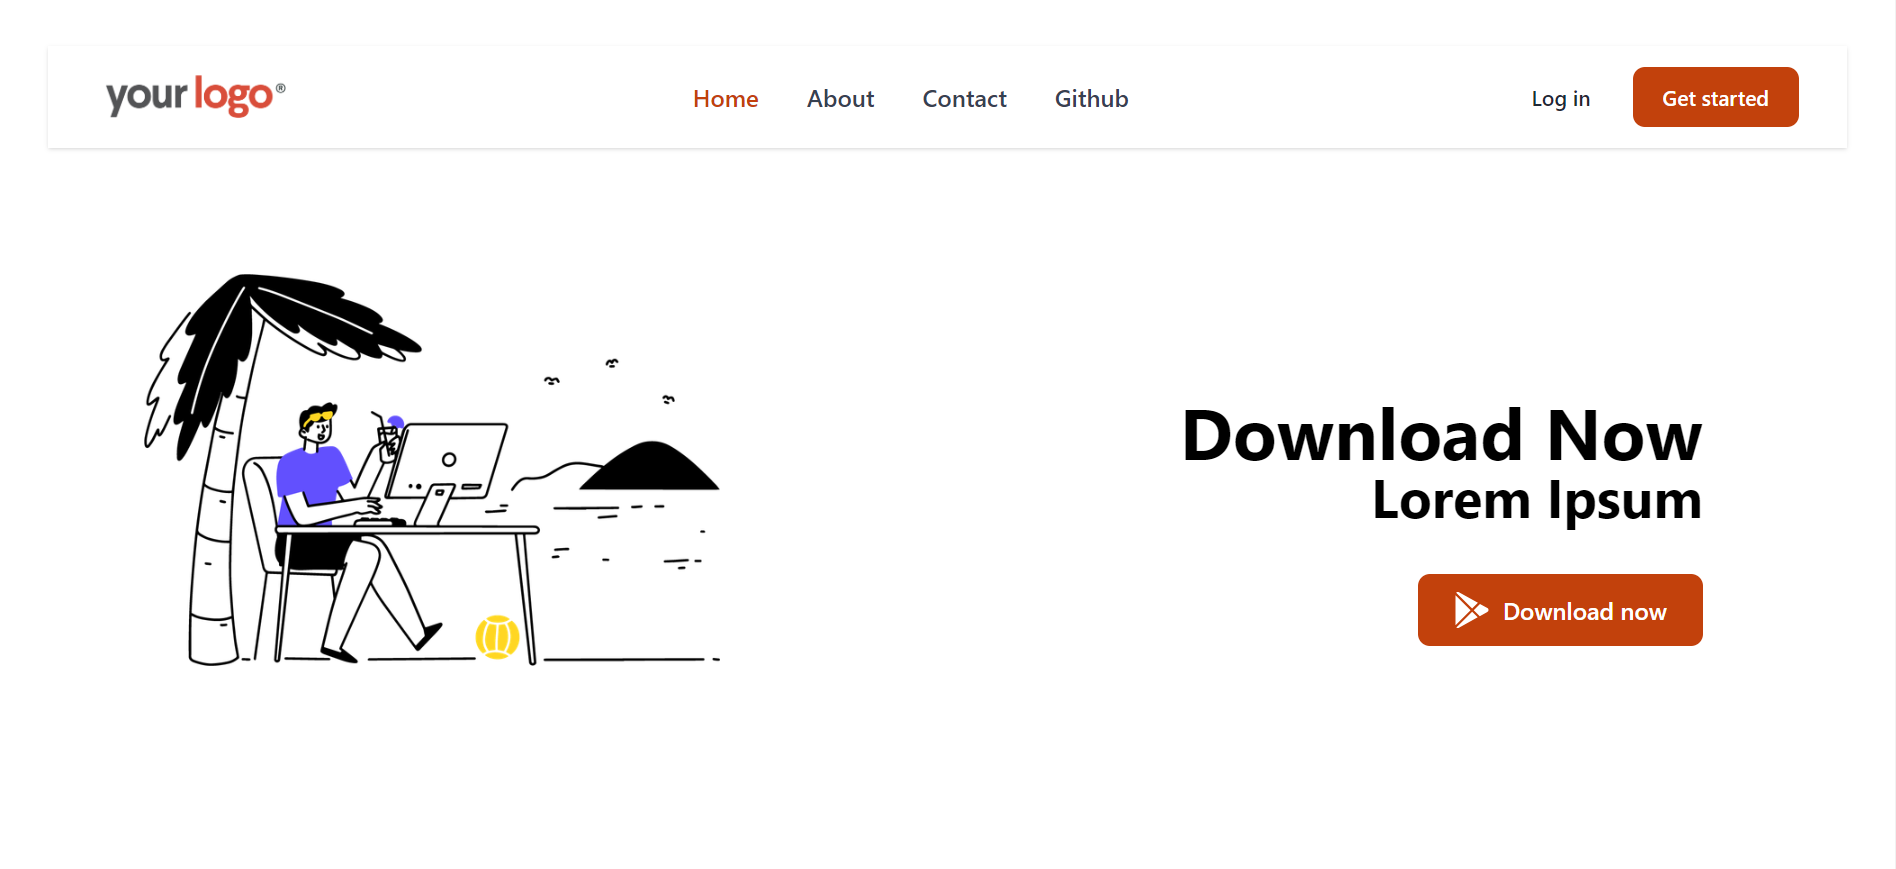 your logo®
Home About Contact Github
Log in Get started
Download Now
Lorem Ipsum
Download now